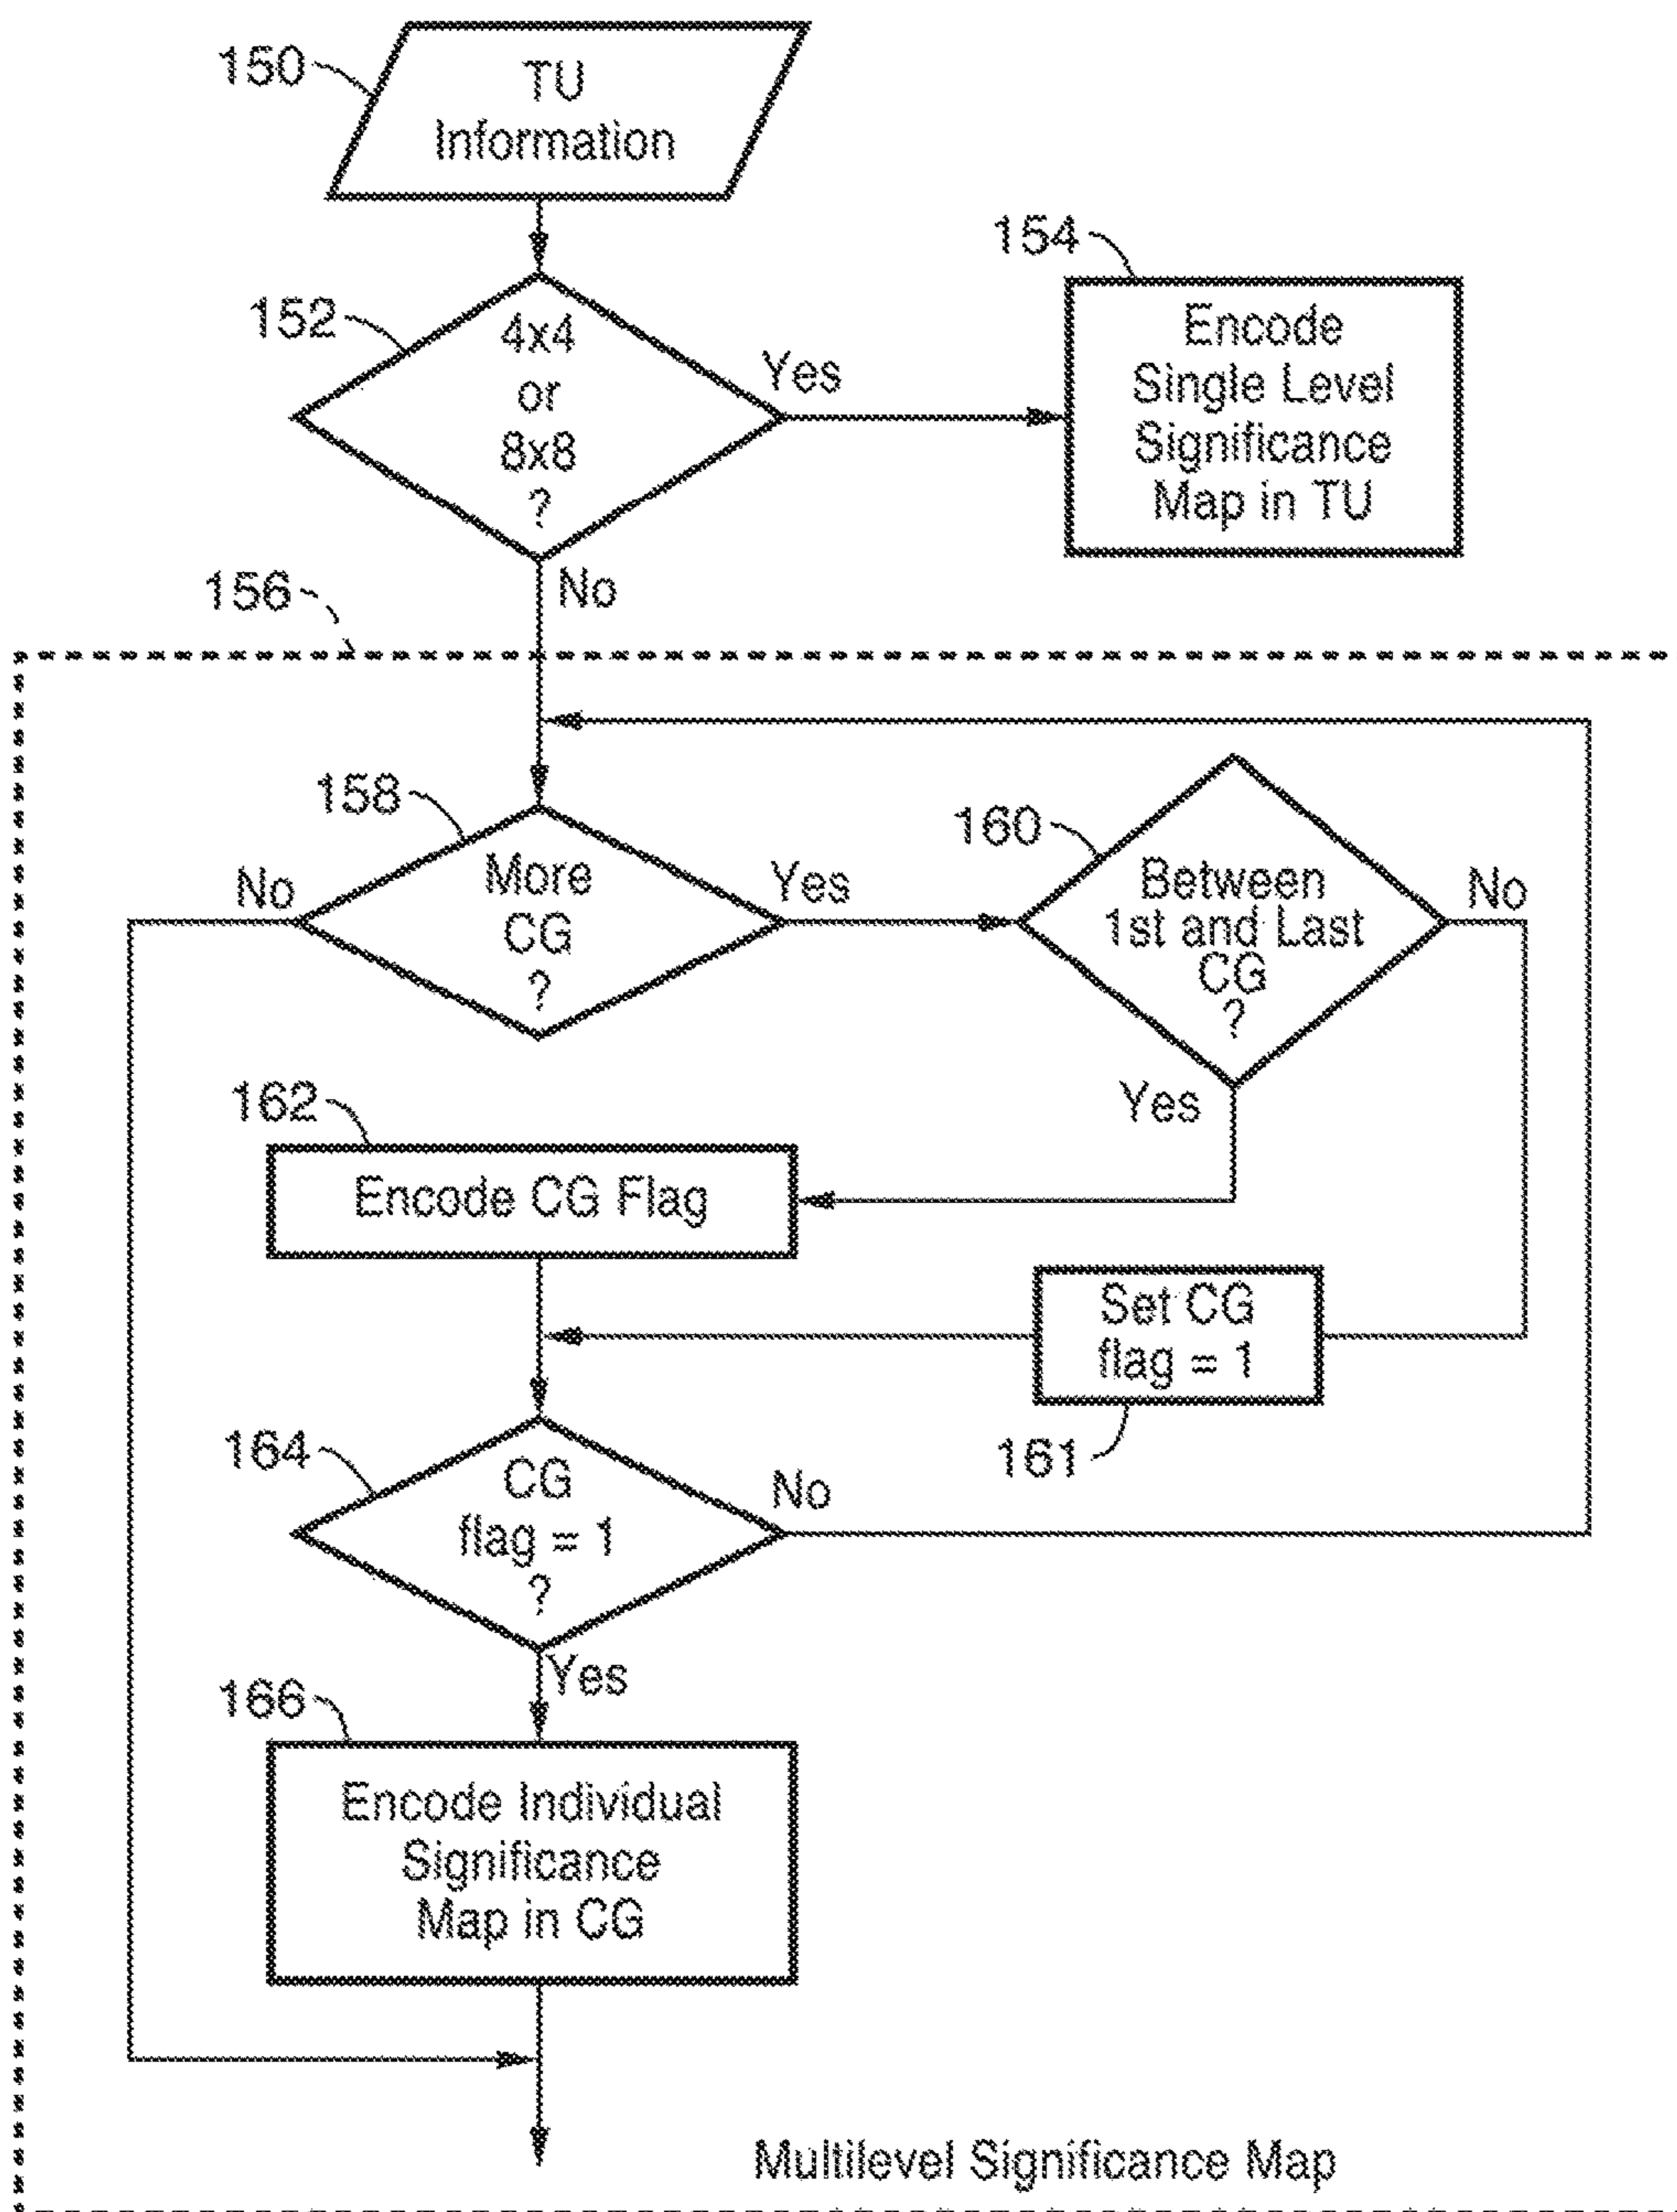 150
TU
Information
152
4x4
or
8x8
?
Yes
No
154
Encode
Single Level
Significance
Map in TU
156
158
More
CG
?
No
Yes
160
Between
1st and Last
CG
?
No
Yes
162
Encode CG Flag
Set CG
flag = 1
161
164
CG
flag = 1
?
No
Yes
166
Encode Individual
Significance
Map in CG
Multilevel Significance Map